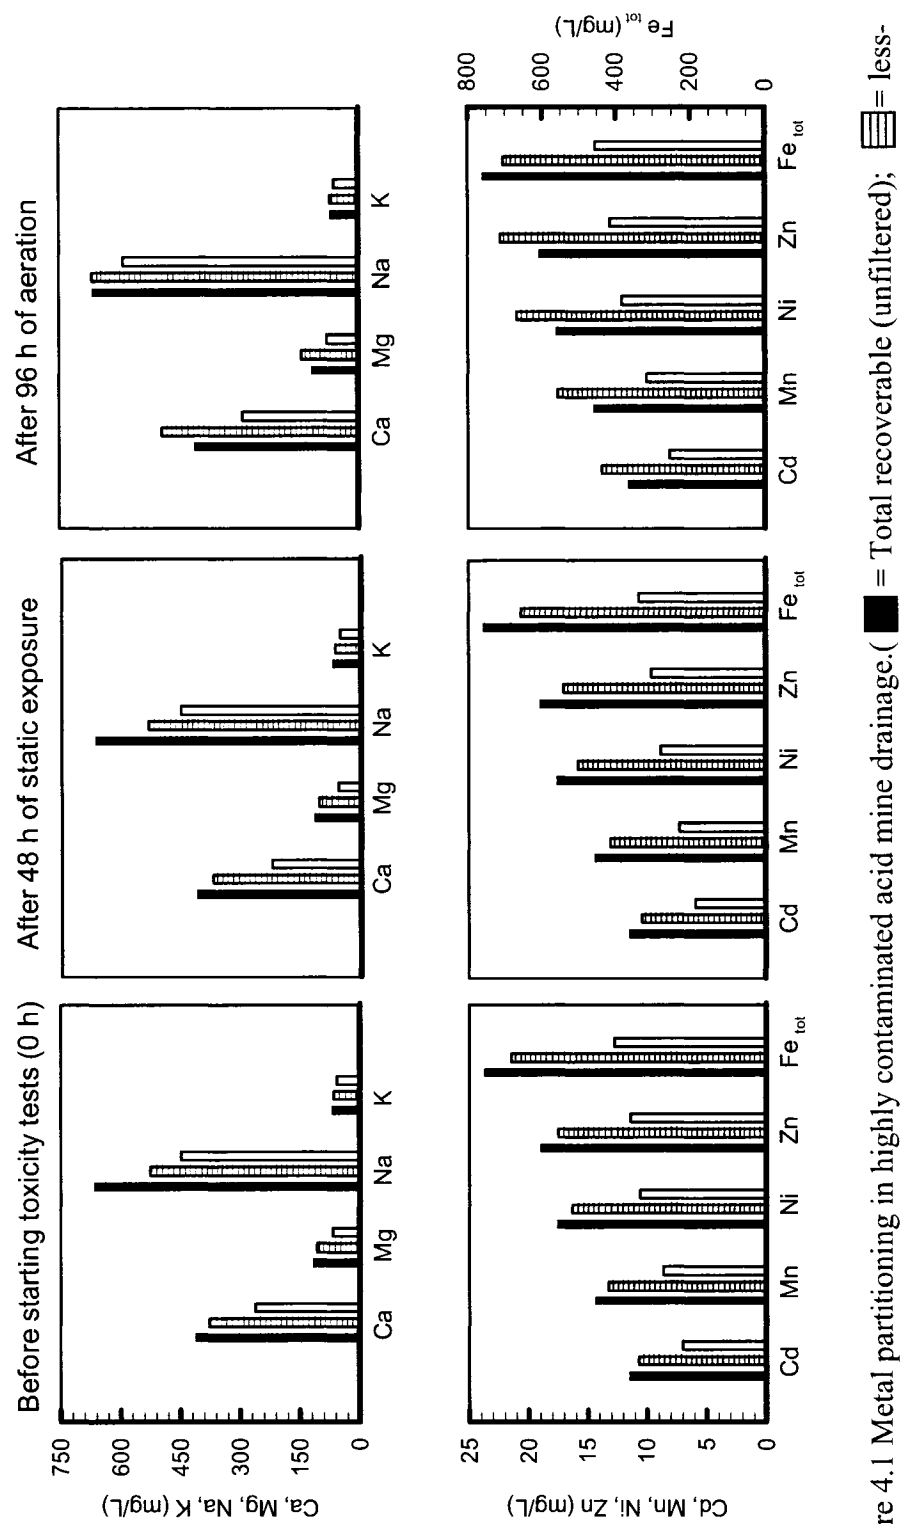 Before starting toxicity tests (0 h)
After 48 h of static exposure
After 96 h of aeration
Ca, Mg, Na, K (mg/L)
750
600
450
300
150
0
Ca Mg Na K
Ca Mg Na K
Ca Mg Na K
Cd, Mn, Ni, Zn (mg/L)
25
20
15
10
5
0
Cd Mn Ni Zn Fe tot
Cd Mn Ni Zn Fe tot
Cd Mn Ni Zn Fe tot
800
600
400
200
0
Fe tot (mg/L)
re 4.1 Metal partitioning in highly contaminated acid mine drainage.( = Total recoverable (unfiltered); = less-